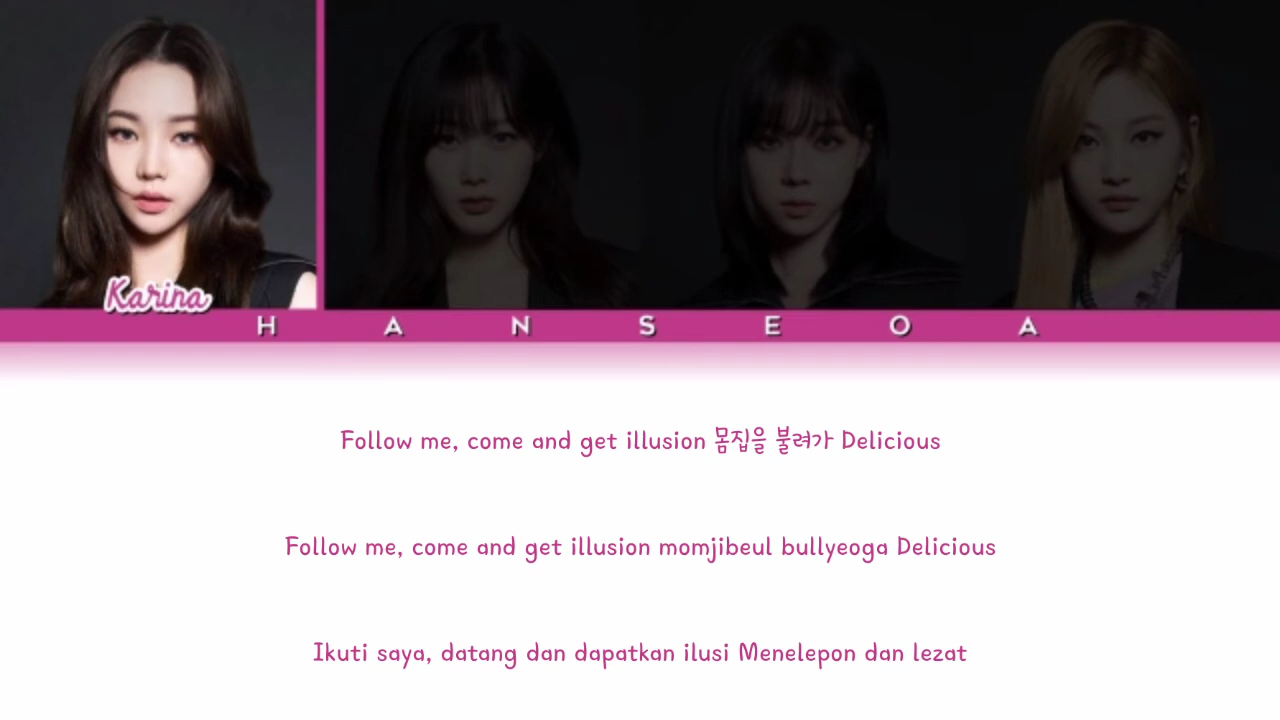 Karina
HANSEOA
Follow me, come and get illusion 몸집을 불려가 Delicious
Follow me, come and get illusion momjibeul bullyeoga Delicious
Ikuti saya, datang dan dapatkan ilusi Menelepon dan lezat